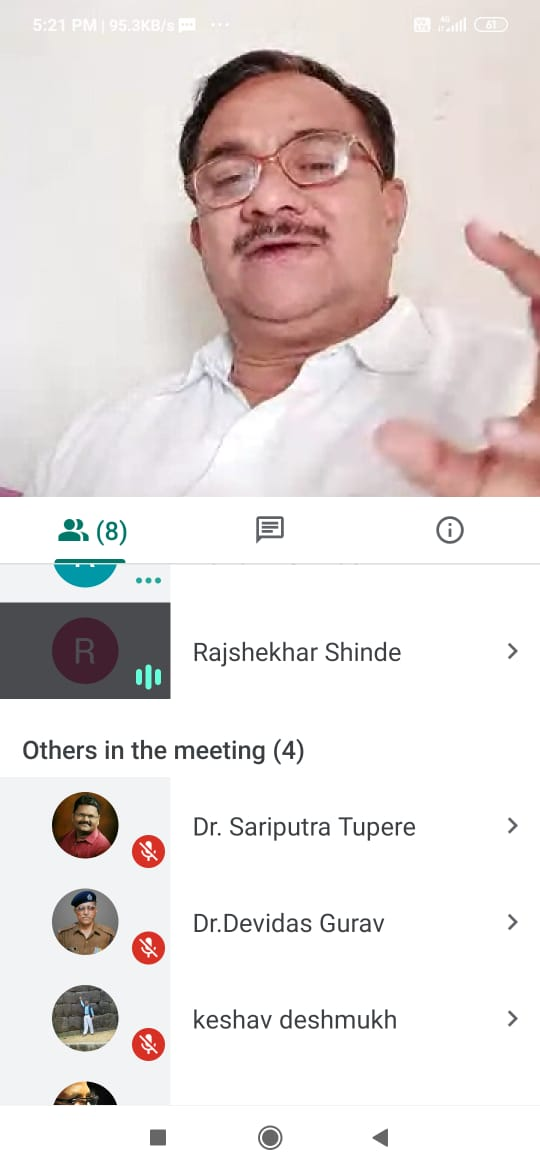 5:21 PM | 95.3KB/s
4G
61
(8)
R
Rajshekhar Shinde
Others in the meeting (4)
Dr. Sariputra Tupere
Dr.Devidas Gurav
keshav deshmukh